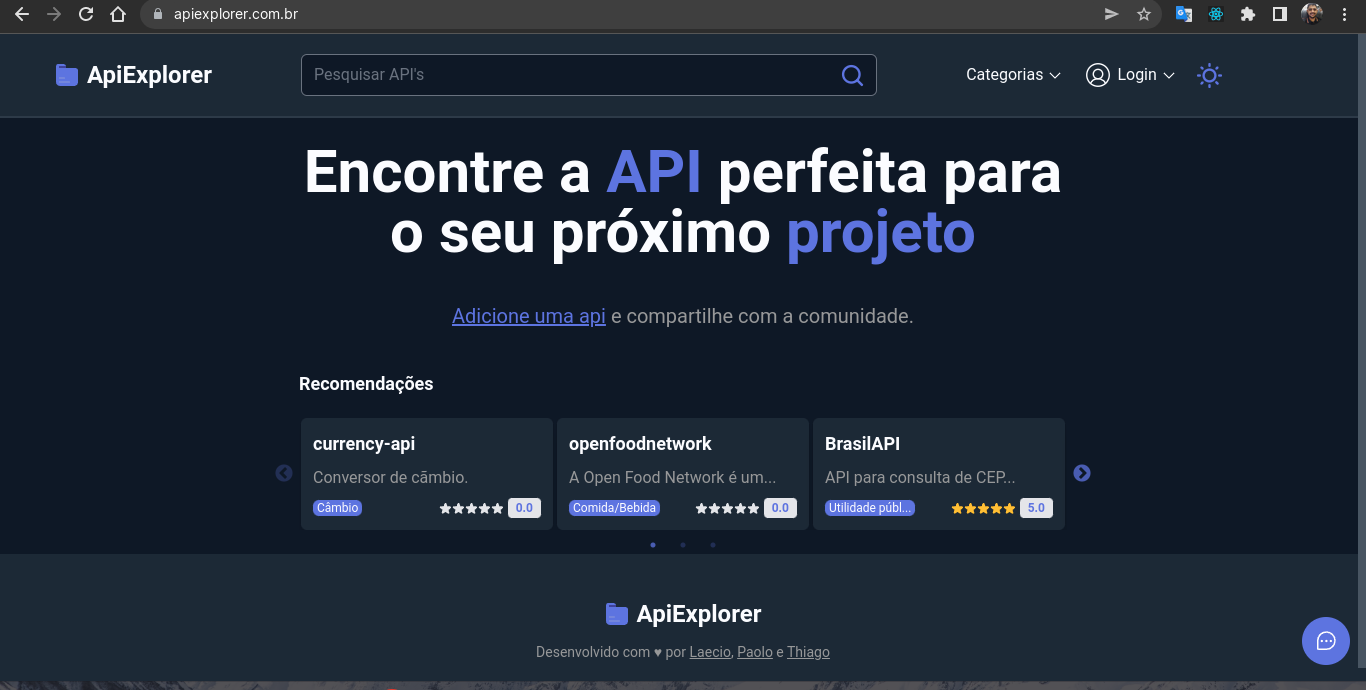 apiexplorer.com.br
ApiExplorer
Pesquisar API's
Categorias
Login
Encontre a API perfeita para
o seu próximo projeto
Adicione uma api e compartilhe com a comunidade.
Recomendações
currency-api
Conversor de cãmbio.
Câmbio
0.0
openfoodnetwork
A Open Food Network é um...
Comida/Bebida
0.0
BrasilAPI
API para consulta de CEP...
Utilidade públ...
5.0
ApiExplorer
Desenvolvido com ♥ por Laecio, Paolo e Thiago